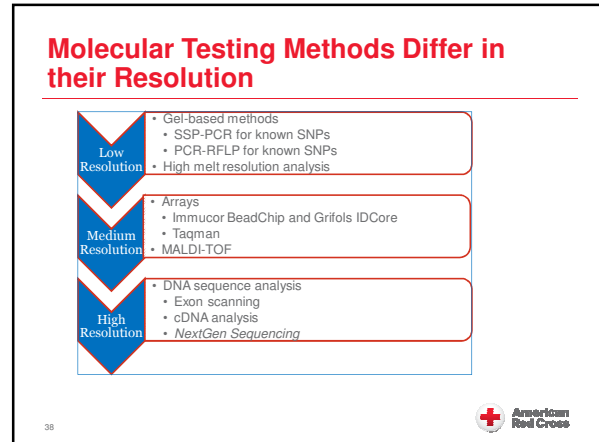 Molecular Testing Methods Differ in
their Resolution
Low
Resolution
• Gel-based methods
• SSP-PCR for known SNPs
• PCR-RFLP for known SNPs
• High melt resolution analysis
Medium
Resolution
• Arrays
• Immucor BeadChip and Grifols IDCore
• Taqman
• MALDI-TOF
High
Resolution
• DNA sequence analysis
• Exon scanning
• cDNA analysis
• NextGen Sequencing
38
American
Red Cross